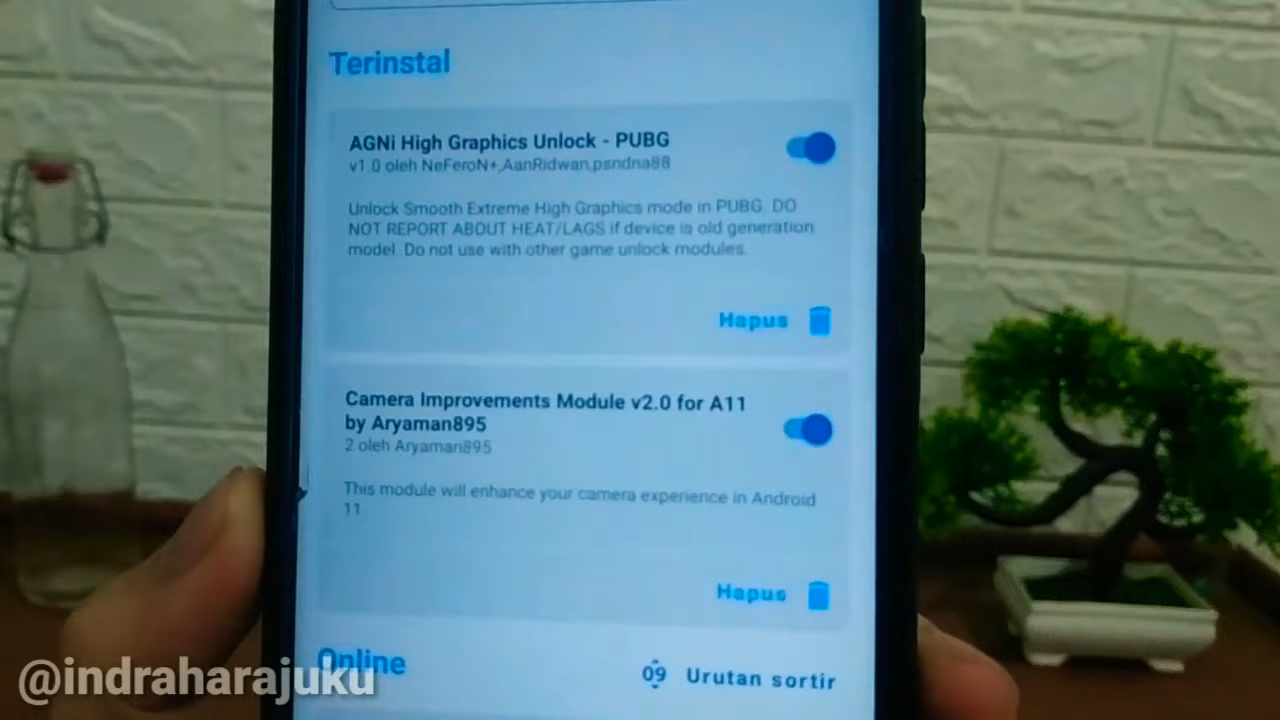 Terinstal
AGNi High Graphics Unlock - PUBG
v1.0 oleh NeFeroN+,AanRidwan,psndna88
Unlock Smooth Extreme High Graphics mode in PUBG. DO
NOT REPORT ABOUT HEAT/LAGS if device is old generation
model. Do not use with other game unlock modules.
Hapus
Camera Improvements Module v2.0 for A11
by Aryaman895
2 oleh Aryaman895
This module will enhance your camera experience in Android
11
Hapus
Online
Urutan sortir
@indraharajuku